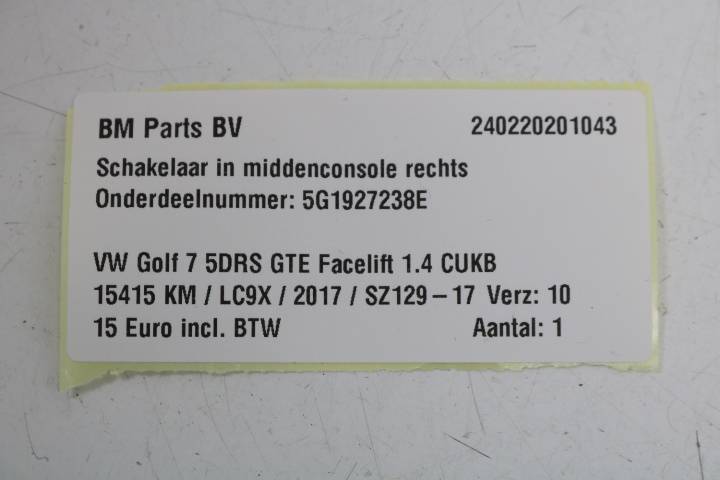 BM Parts BV 240220201043
Schakelaar in middenconsole rechts
Onderdeelnummer: 5G1927238E
VW Golf 7 5DRS GTE Facelift 1.4 CUKB
15415 KM / LC9X / 2017 / SZ129 – 17 Verz: 10
15 Euro incl. BTW Aantal: 1